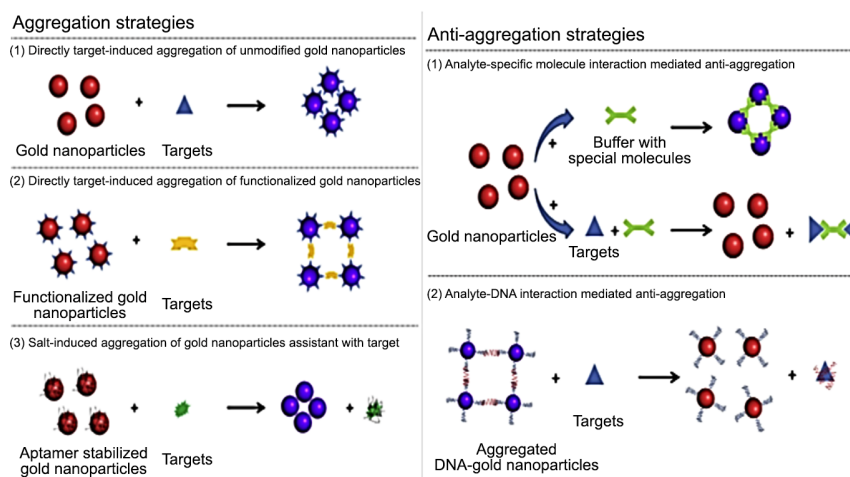 Aggregation strategies
(1) Directly target-induced aggregation of unmodified gold nanoparticles
+
Gold nanoparticles
Targets
(2) Directly target-induced aggregation of functionalized gold nanoparticles
+
Functionalized gold
nanoparticles
Targets
(3) Salt-induced aggregation of gold nanoparticles assistant with target
+
+
Aptamer stabilized
gold nanoparticles
Targets
Anti-aggregation strategies
(1) Analyte-specific molecule interaction mediated anti-aggregation
+
Buffer with
special molecules
+
Gold nanoparticles
+
+
Targets
(2) Analyte-DNA interaction mediated anti-aggregation
+
+
Targets
Aggregated
DNA-gold nanoparticles